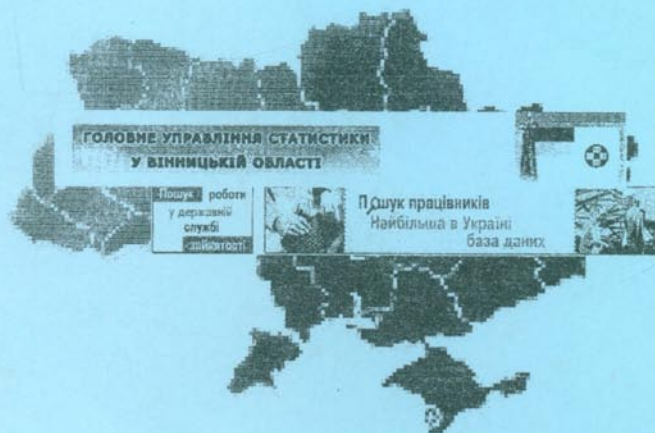 ГОЛОВНЕ УПРАВЛІННЯ СТАТИСТИКИ
У ВІННИЦЬКІЙ ОБЛАСТІ
Пошук роботи
у державній
службі
зайнятості
Пошук працівників
Найбільша в Україні
база даних